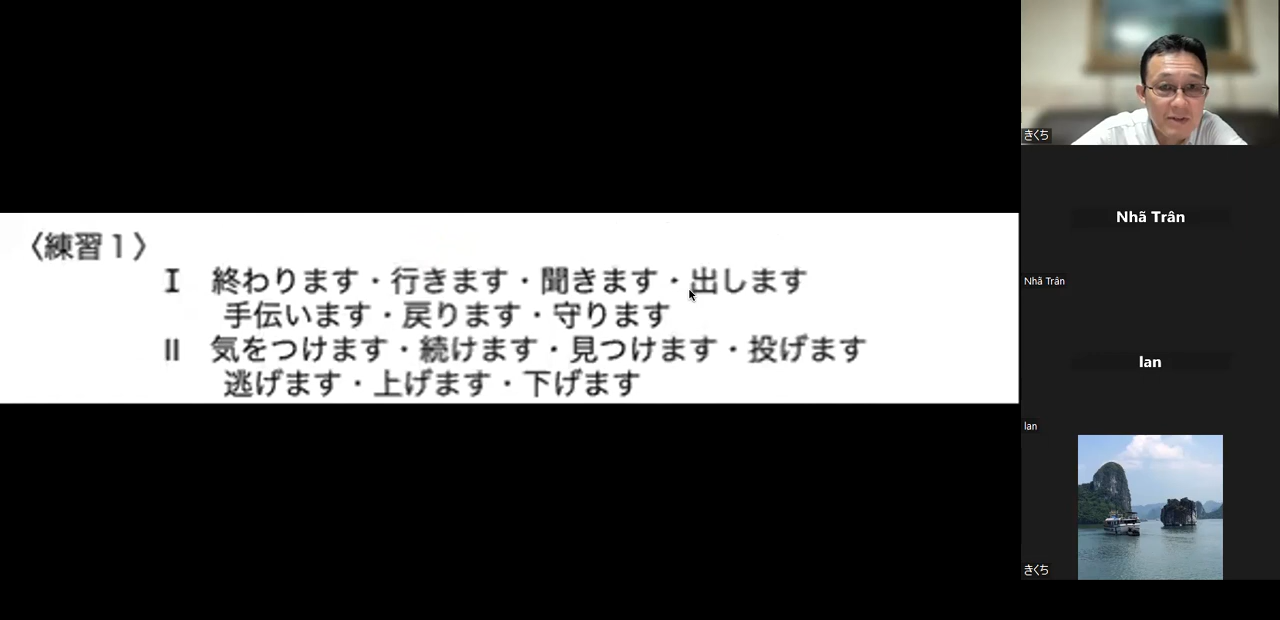 〈練習１〉
I 終わります・行きます・聞きます・出します
手伝います・戻ります・守ります
II 気をつけます・続けます・見つけます・投げます
逃げます・上げます・下げます
きくち
Nhã Trân
Nhã Trân
lan
lan
きくち